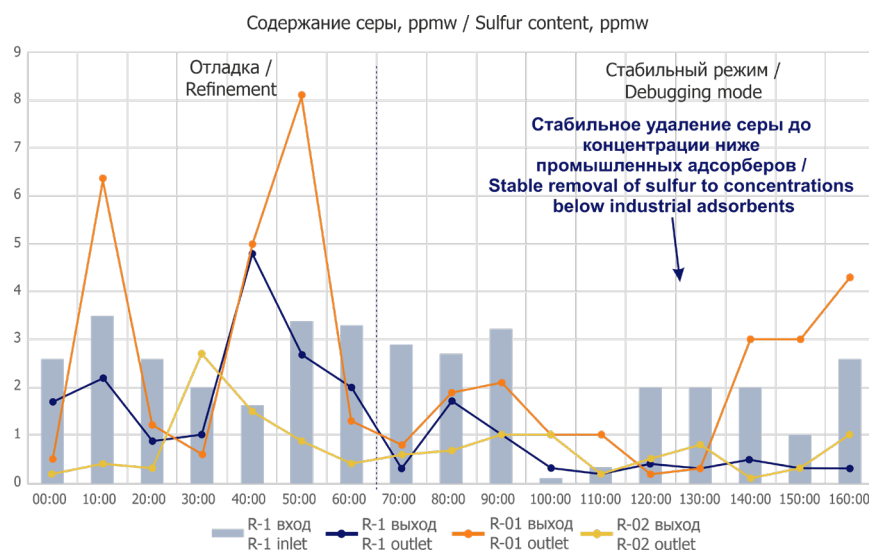 Содержание серы, ppmw / Sulfur content, ppmw
9
8
7
6
5
4
3
2
1
0
Отладка /
Refinement
Стабильный режим /
Debugging mode
Стабильное удаление серы до
концентрации ниже
промышленных адсорберов /
Stable removal of sulfur to concentrations
below industrial adsorbents
00:00 10:00 20:00 30:00 40:00 50:00 60:00 70:00 80:00 90:00 100:00 110:00 120:00 130:00 140:00 150:00 160:00
R-1 вход R-1 выход R-01 выход R-02 выход
R-1 inlet R-1 outlet R-01 outlet R-02 outlet